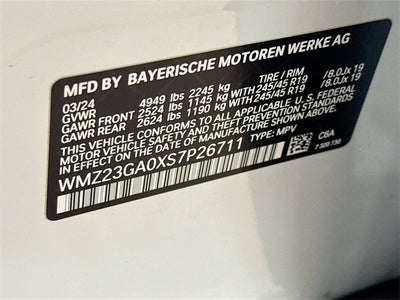 MFD BY BAYERISCHE MOTOREN WERKE AG
03/24 TIRE / RIM
GVWR 4949 lbs 2245 kg
GAWR FRONT 2524 lbs 1145 kg 245/45 R19 / 8.0Jx 19
GAWR REAR 2624 lbs 1190 kg 245/45 R19 / 8.0Jx 19
THIS VEHICLE CONFORMS TO ALL APPLICABLE U.S. FEDERAL
MOTOR VEHICLE SAFETY AND THEFT PREVENTION STANDARDS
IN EFFECT ON THE DATE OF MANUFACTURE SHOWN ABOVE.
WMZ23GA0XS7P26711 TYPE: MPV C6A
7 320 730